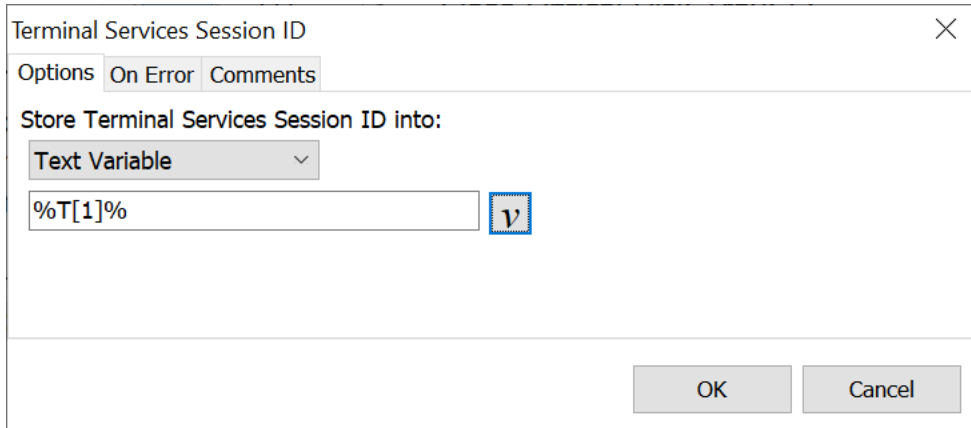 Terminal Services Session ID
Options On Error Comments
Store Terminal Services Session ID into:
Text Variable
%T[1]%
v
OK Cancel